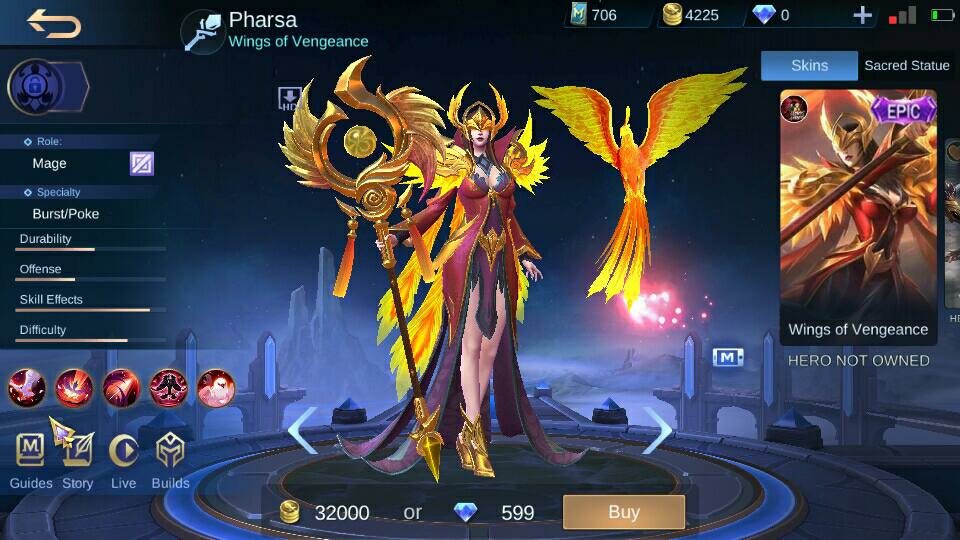 Pharsa
Wings of Vengeance
706
4225
0
Skins
Sacred Statue
HD
EPIC
Role:
Mage
Specialty
Burst/Poke
Durability
Offense
Skill Effects
Difficulty
Wings of Vengeance
HERO NOT OWNED
M
M
Guides
Story
Live
Builds
32000 or 599
Buy